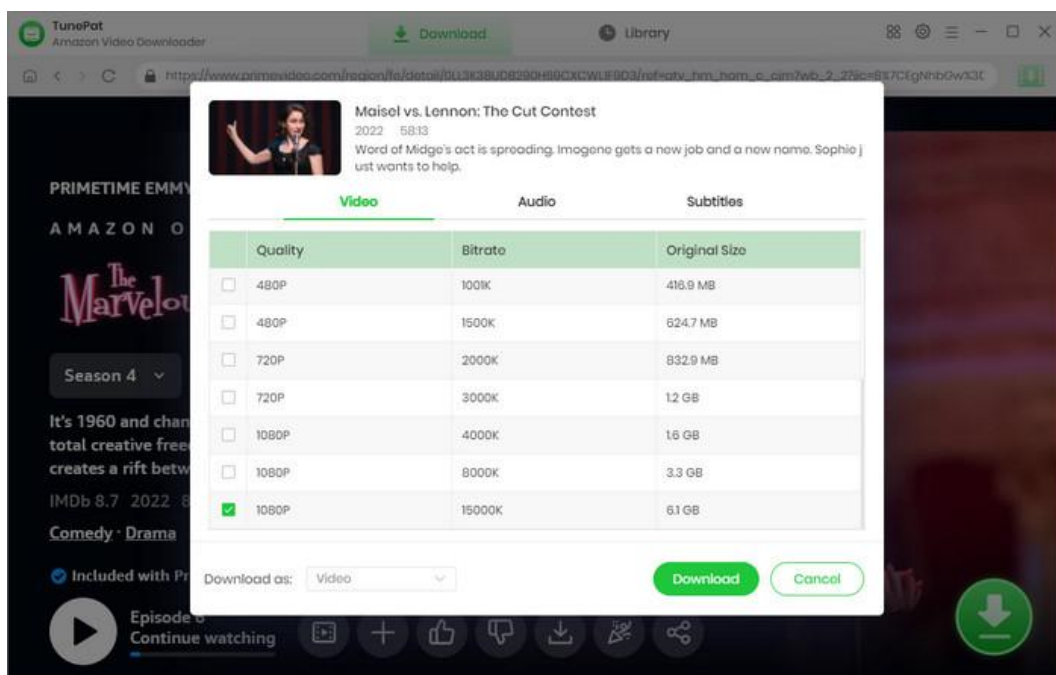 TunePat
Amazon Video Downloader
Download
Library
PRIMETIME EMMY
AMAZON O
The
Marvelou
Season 4
It's 1960 and chan
total creative free
creates a rift betw
IMDb 8.7 2022 8
Comedy · Drama
Included with Pr
Episode 6
Continue watching
Maisel vs. Lennon: The Cut Contest
2022 58:13
Word of Midge's act is spreading. Imogene gets a new job and a new name. Sophie j
ust wants to help.
Video Audio Subtitles
Quality Bitrate Original Size
480P 1001K 416.9 MB
480P 1500K 624.7 MB
720P 2000K 832.9 MB
720P 3000K 1.2 GB
1080P 4000K 1.6 GB
1080P 8000K 3.3 GB
1080P 15000K 6.1 GB
Download as: Video
Download Cancel